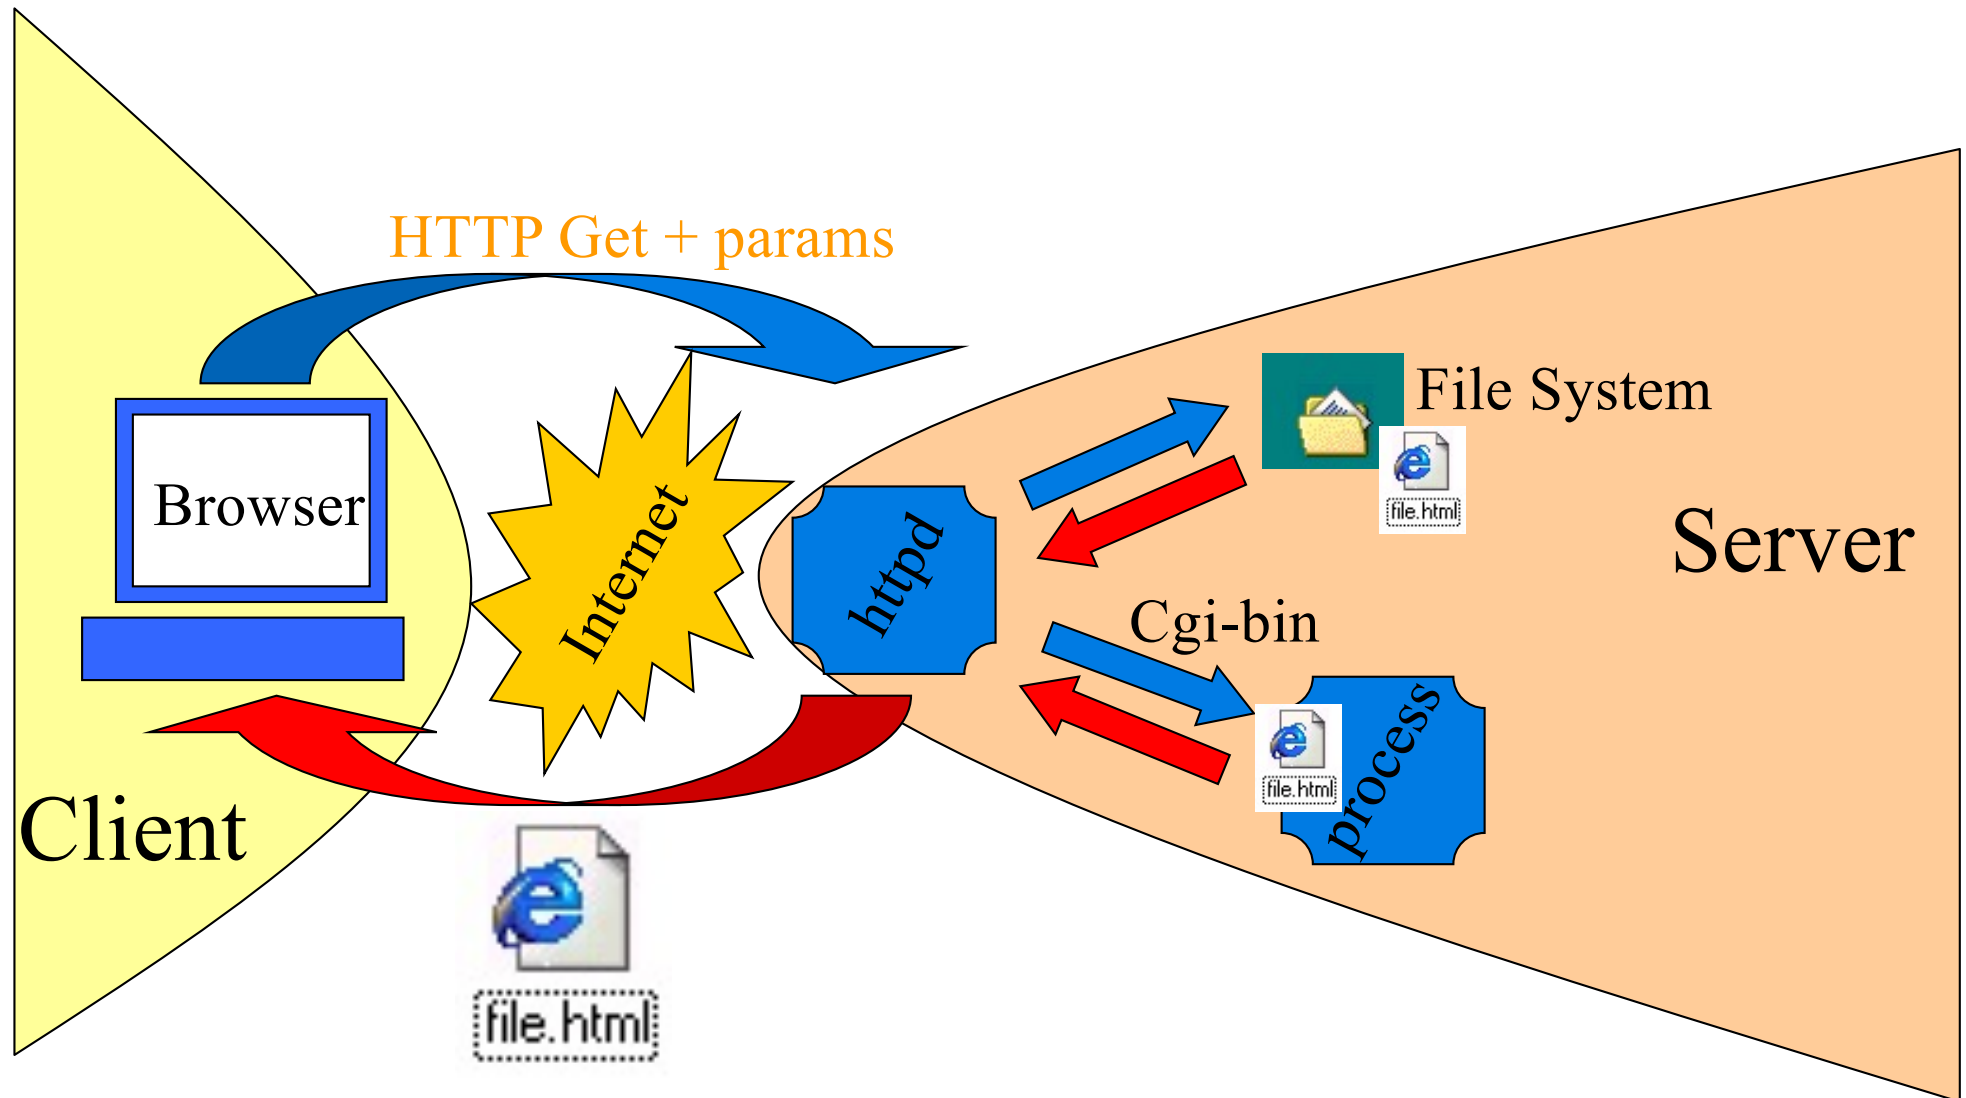 HTTP Get + params
Browser
Internet
httpd
File System
file.html
Server
Cgi-bin
file.html
process
Client
file.html